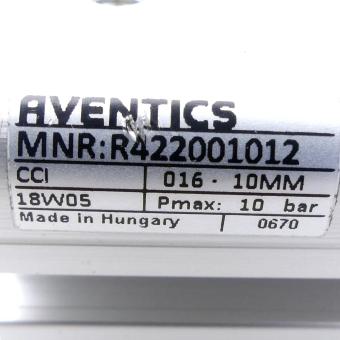 AVENTICS
MNR:R422001012
CCI 016 - 10MM
18W05 Pmax: 10 bar
Made in Hungary 0670